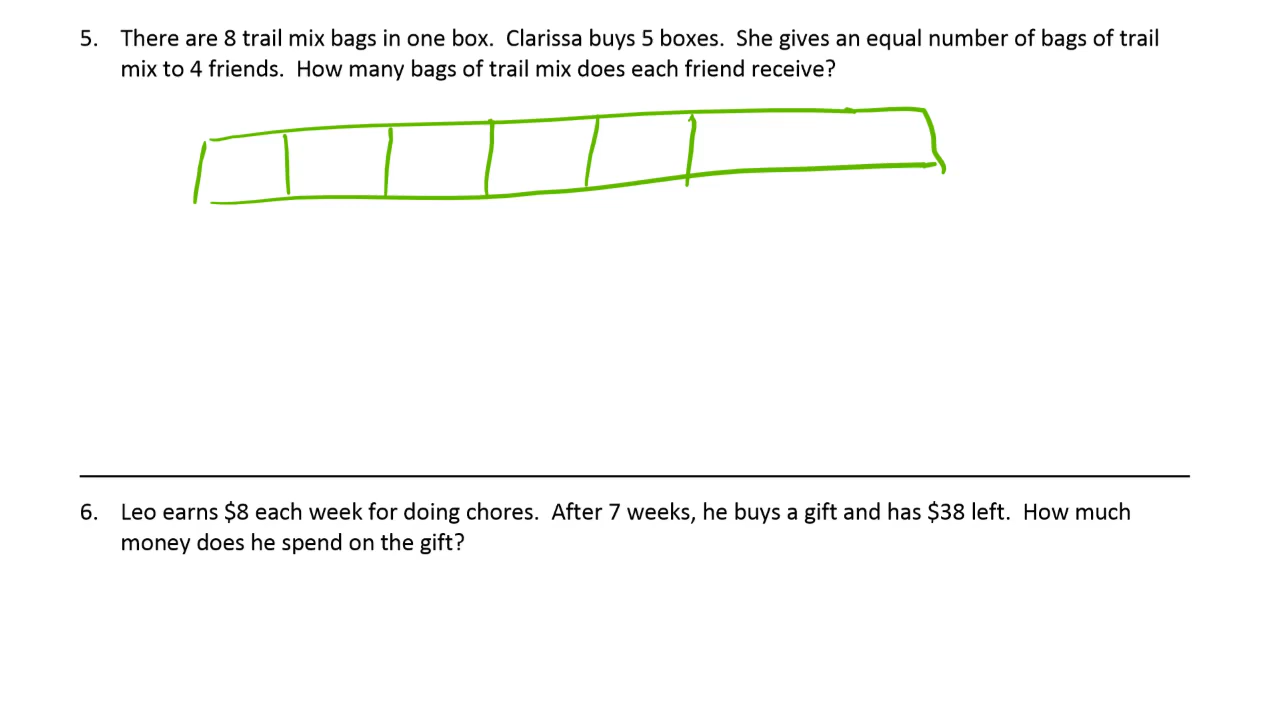 5. There are 8 trail mix bags in one box. Clarissa buys 5 boxes. She gives an equal number of bags of trail
mix to 4 friends. How many bags of trail mix does each friend receive?
6. Leo earns $8 each week for doing chores. After 7 weeks, he buys a gift and has $38 left. How much
money does he spend on the gift?